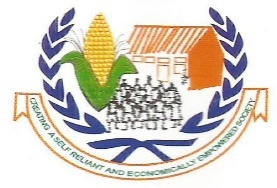 CREATING A SELF RELIANT AND ECONOMICALLY EMPOWERED SOCIETY